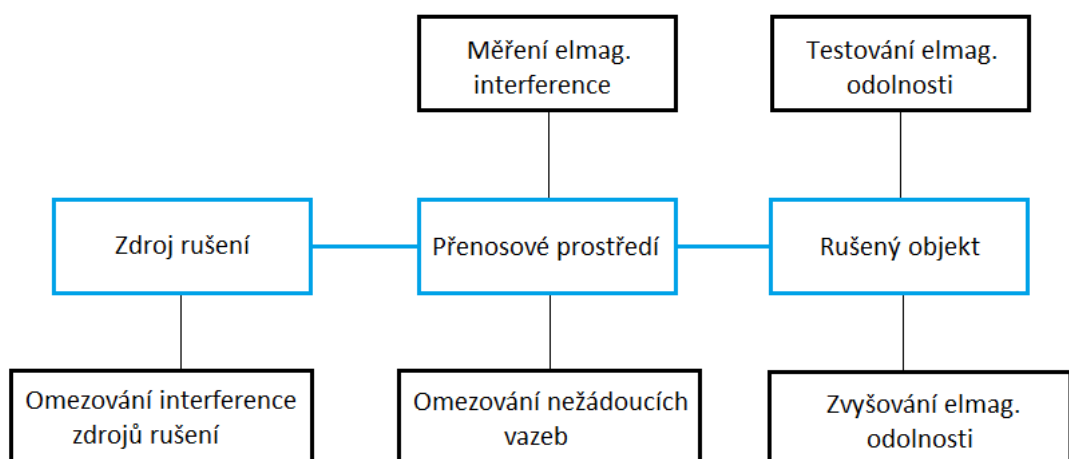 Měření elmag.
interference
Testování elmag.
odolnosti
Zdroj rušení
Přenosové prostředí
Rušený objekt
Omezování interference
zdrojů rušení
Omezování nežádoucích
vazeb
Zvyšování elmag.
odolnosti